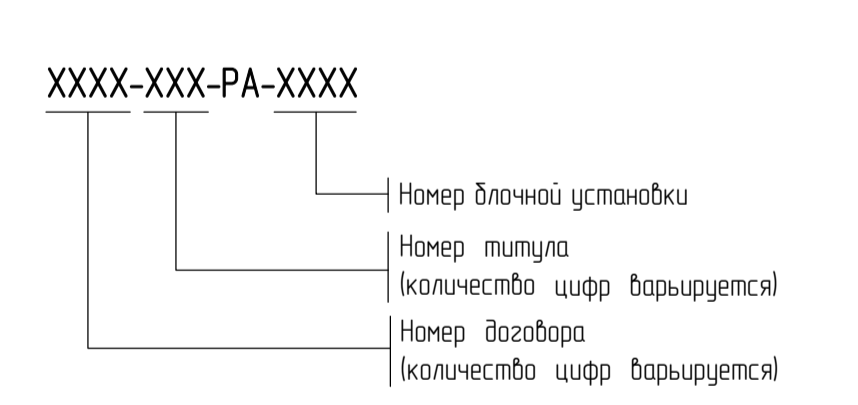 XXXX-XXX-PA-XXXX
Номер блочной установки
Номер титула
(количество цифр варьируется)
Номер договора
(количество цифр варьируется)